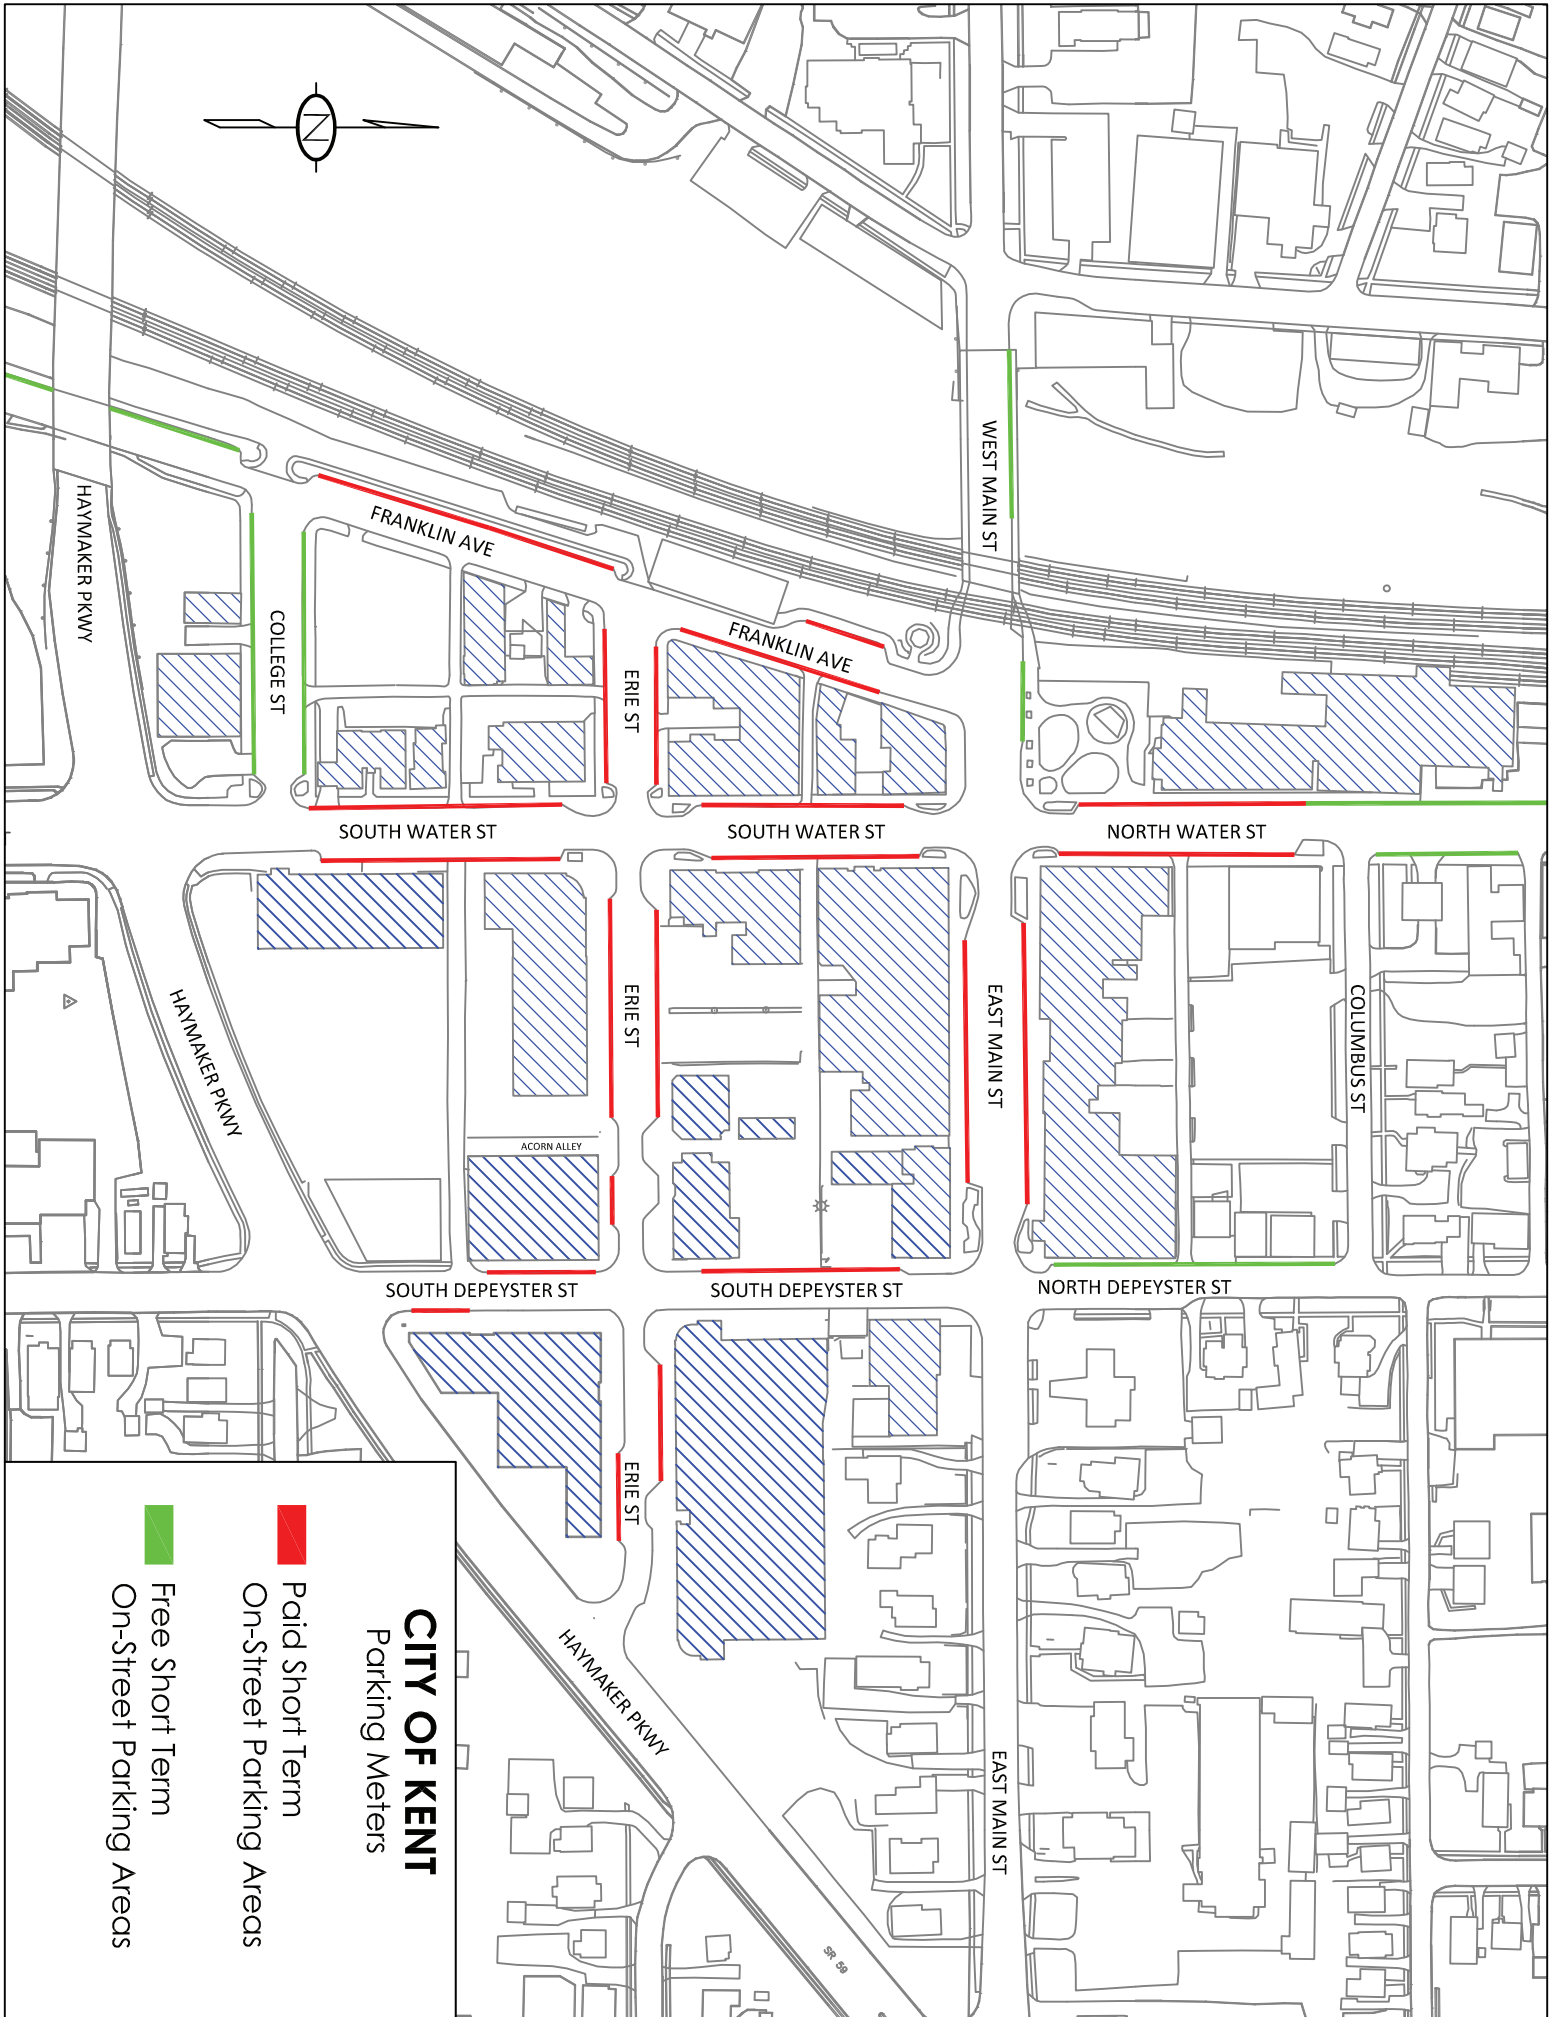 N
WEST MAIN ST
FRANKLIN AVE
FRANKLIN AVE
HAYMAKER PKWY
COLLEGE ST
ERIE ST
SOUTH WATER ST
SOUTH WATER ST
NORTH WATER ST
HAYMAKER PKWY
ERIE ST
EAST MAIN ST
COLUMBUS ST
ACORN ALLEY
SOUTH DEPEYSTER ST
SOUTH DEPEYSTER ST
NORTH DEPEYSTER ST
ERIE ST
HAYMAKER PKWY
EAST MAIN ST
SR 59
CITY OF KENT
Parking Meters
Paid Short Term
On-Street Parking Areas
Free Short Term
On-Street Parking Areas